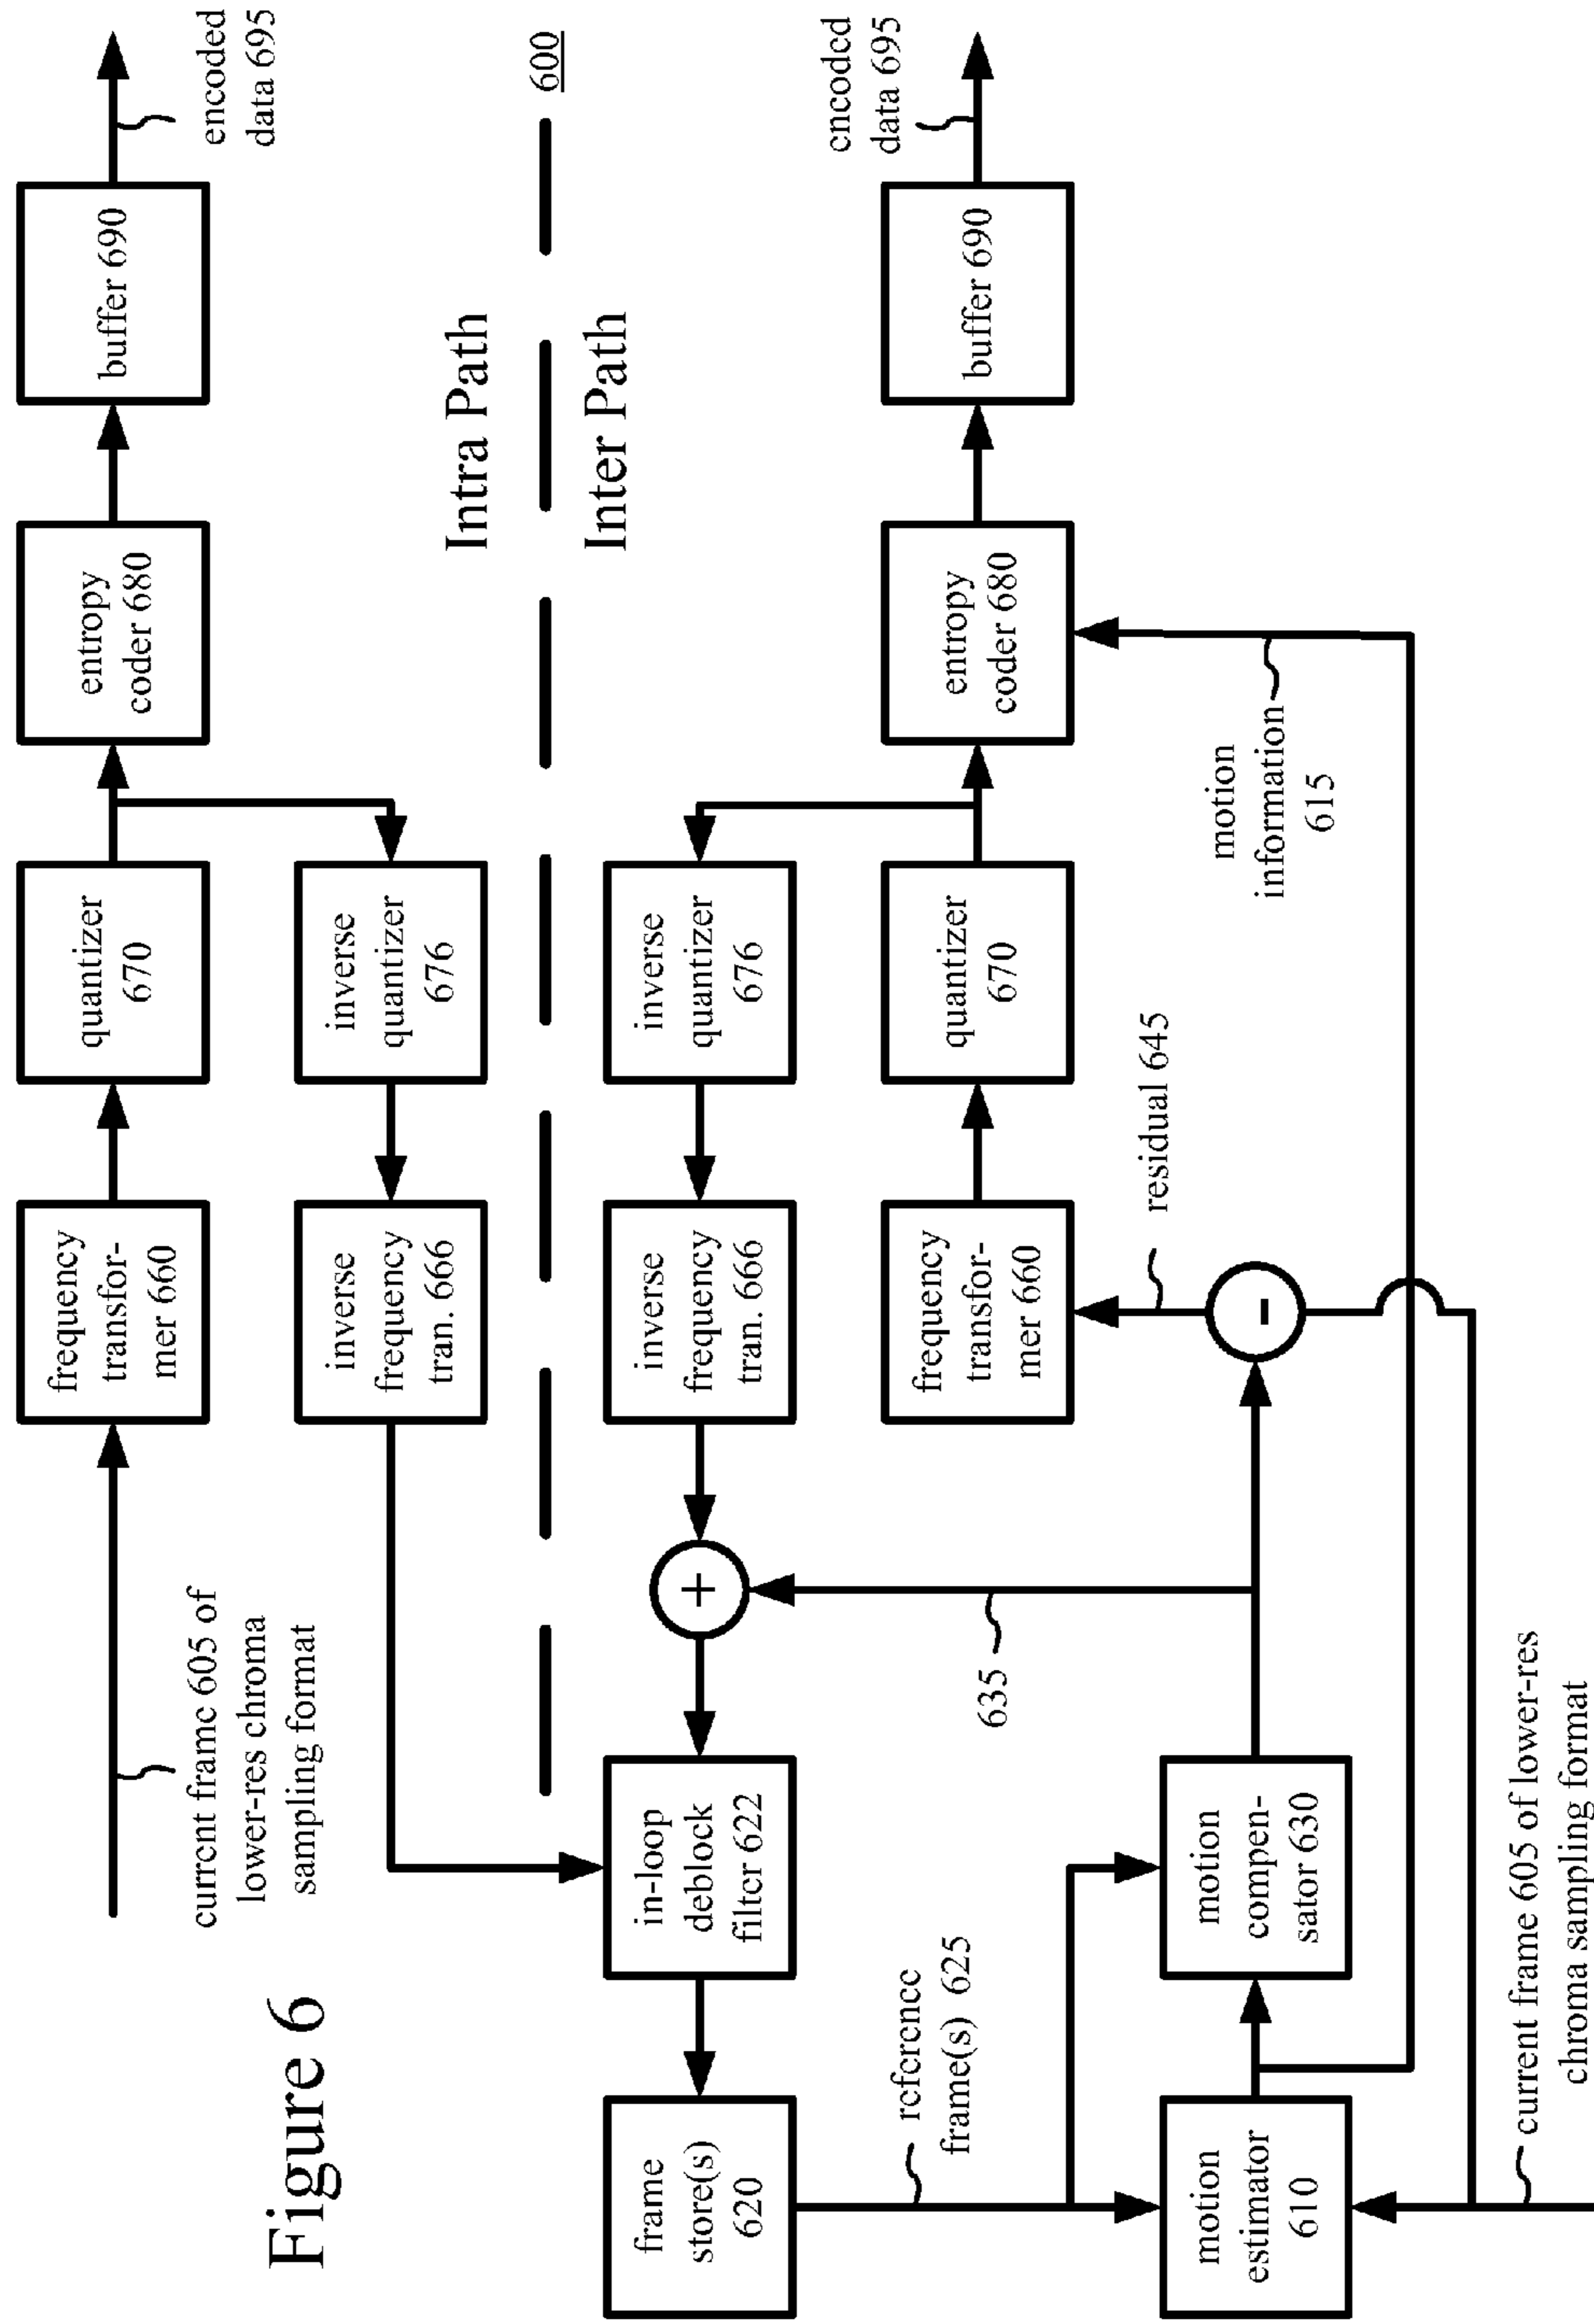 Figure 6
600
current frame 605 of
lower-res chroma
sampling format
frequency
transfor-
mer 660
quantizer
670
entropy
coder 680
buffer 690
encoded
data 695
inverse
frequency
tran. 666
inverse
quantizer
676
Intra Path
Inter Path
frame
store(s)
620
in-loop
deblock
filter 622
+
inverse
frequency
tran. 666
inverse
quantizer
676
reference
frame(s) 625
635
frequency
transfor-
mer 660
quantizer
670
entropy
coder 680
buffer 690
encoded
data 695
residual 645
motion
information
615
motion
estimator
610
motion
compen-
sator 630
-
current frame 605 of lower-res
chroma sampling format